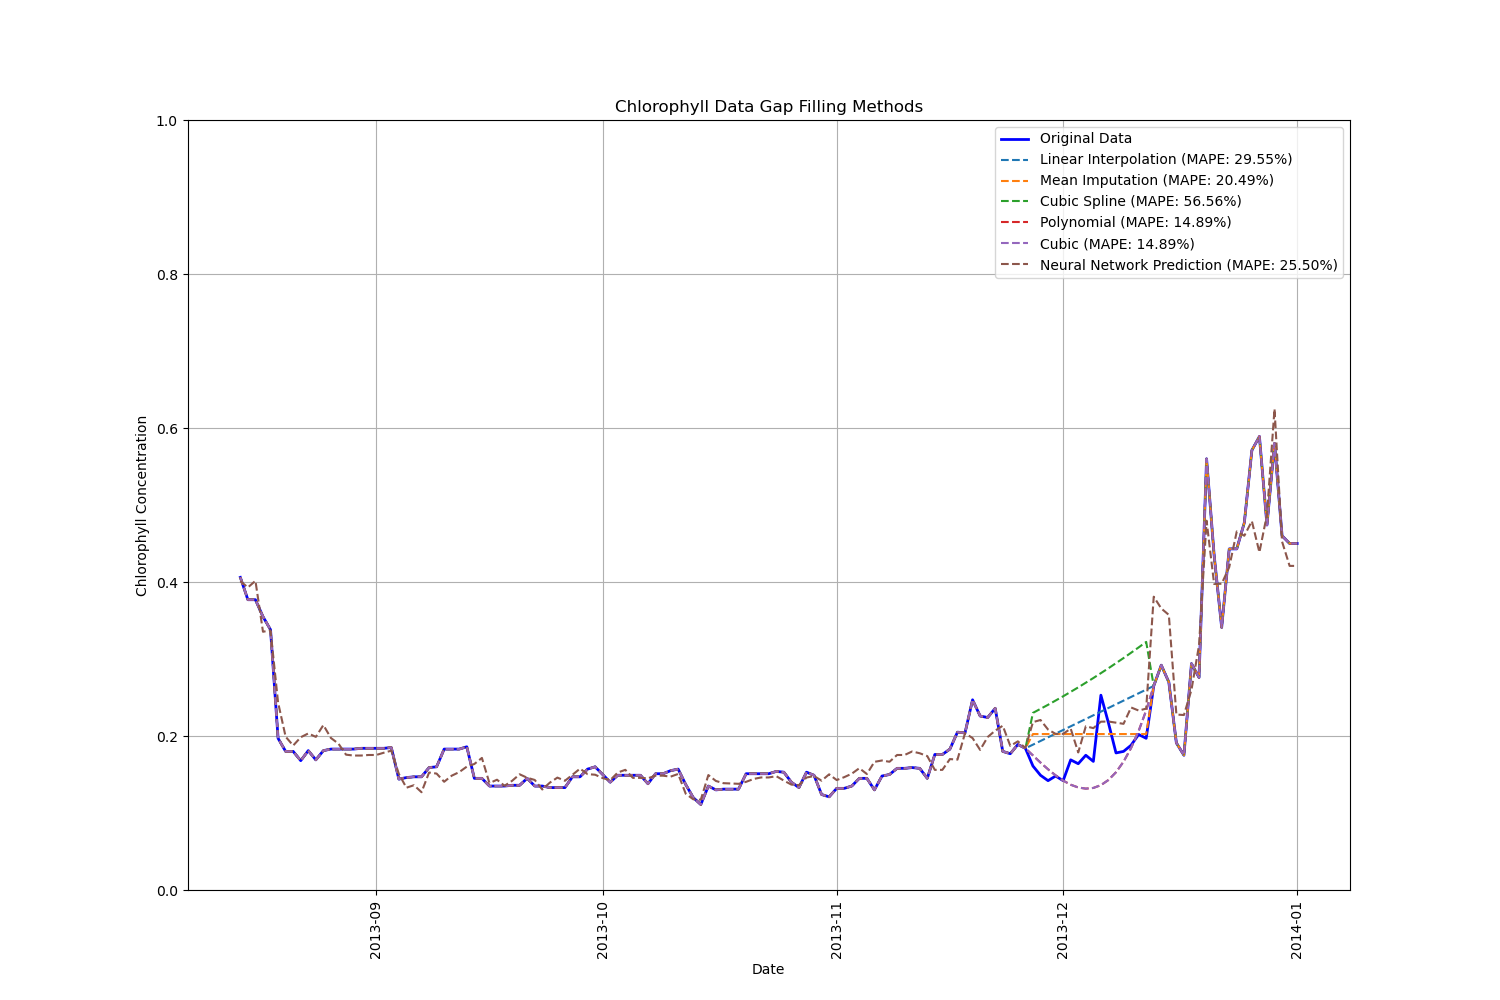 Chlorophyll Data Gap Filling Methods
1.0
0.8
0.6
0.4
0.2
0.0
Chlorophyll Concentration
Original Data
Linear Interpolation (MAPE: 29.55%)
Mean Imputation (MAPE: 20.49%)
Cubic Spline (MAPE: 56.56%)
Polynomial (MAPE: 14.89%)
Cubic (MAPE: 14.89%)
Neural Network Prediction (MAPE: 25.50%)
2013-09
2013-10
2013-11
2013-12
2014-01
Date